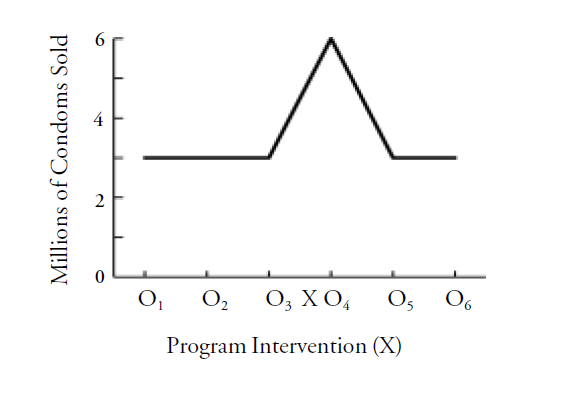 Millions of Condoms Sold
6
4
2
0
O₁ O₂ O₃ X O₄ O₅ O₆
Program Intervention (X)